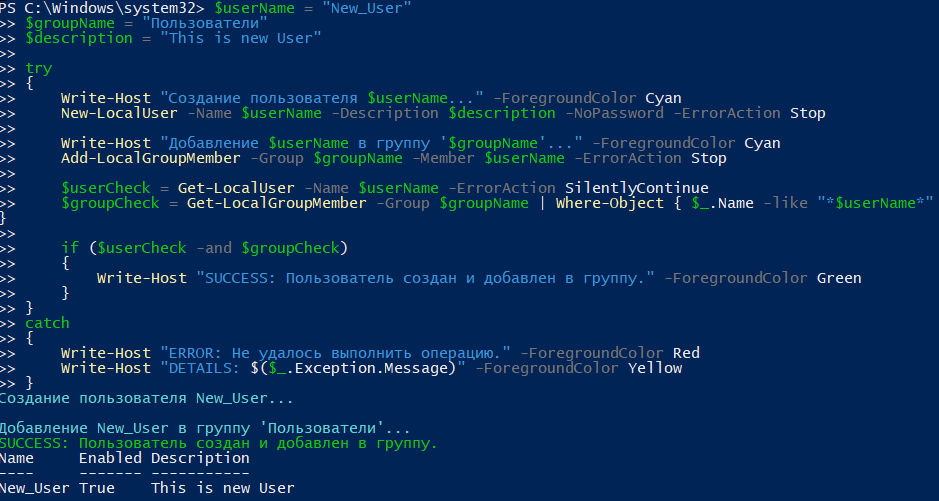 PS C:\Windows\system32> $userName = "New_User"
>> $groupName = "Пользователи"
>> $description = "This is new User"
>>
>> try
>> {
>>     Write-Host "Создание пользователя $userName..." -ForegroundColor Cyan
>>     New-LocalUser -Name $userName -Description $description -NoPassword -ErrorAction Stop
>>
>>     Write-Host "Добавление $userName в группу '$groupName'..." -ForegroundColor Cyan
>>     Add-LocalGroupMember -Group $groupName -Member $userName -ErrorAction Stop
>>
>>     $userCheck = Get-LocalUser -Name $userName -ErrorAction SilentlyContinue
>>     $groupCheck = Get-LocalGroupMember -Group $groupName | Where-Object { $_.Name -like "*$userName*"
}
>>
>>     if ($userCheck -and $groupCheck)
>>     {
>>         Write-Host "SUCCESS: Пользователь создан и добавлен в группу." -ForegroundColor Green
>>     }
>> }
>> catch
>> {
>>     Write-Host "ERROR: Не удалось выполнить операцию." -ForegroundColor Red
>>     Write-Host "DETAILS: $($_.Exception.Message)" -ForegroundColor Yellow
>> }
Создание пользователя New_User...

Добавление New_User в группу 'Пользователи'...
SUCCESS: Пользователь создан и добавлен в группу.
Name     Enabled Description
----     ------- -----------
New_User True    This is new User